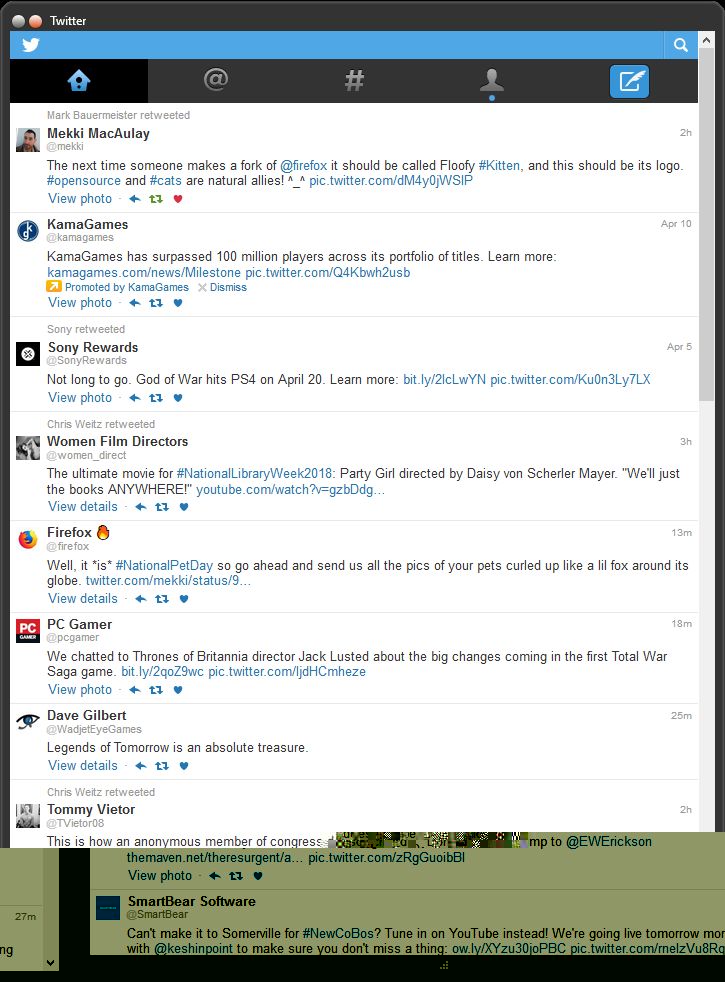 Twitter
@ #
Mark Bauermeister retweeted
Mekki MacAulay 2h
@mekki
The next time someone makes a fork of @firefox it should be called Floofy #Kitten, and this should be its logo.
#opensource and #cats are natural allies! ^_^ pic.twitter.com/dM4y0jWSlP
View photo ·
KamaGames Apr 10
@kamagames
KamaGames has surpassed 100 million players across its portfolio of titles. Learn more:
kamagames.com/news/Milestone pic.twitter.com/Q4Kbwh2usb
Promoted by KamaGames Dismiss
View photo ·
Sony retweeted
Sony Rewards Apr 5
@SonyRewards
Not long to go. God of War hits PS4 on April 20. Learn more: bit.ly/2IcLwYN pic.twitter.com/Ku0n3Ly7LX
View photo ·
Chris Weitz retweeted
Women Film Directors 3h
@women_direct
The ultimate movie for #NationalLibraryWeek2018: Party Girl directed by Daisy von Scherler Mayer. "We'll just
the books ANYWHERE!" youtube.com/watch?v=gzbDdg…
View details ·
Firefox 13m
@firefox
Well, it *is* #NationalPetDay so go ahead and send us all the pics of your pets curled up like a lil fox around its
globe. twitter.com/mekki/status/9…
View details ·
PC Gamer 18m
@pcgamer
PC GAMER
We chatted to Thrones of Britannia director Jack Lusted about the big changes coming in the first Total War
Saga game. bit.ly/2qoZ9wc pic.twitter.com/ljdHCmheze
View photo ·
Dave Gilbert 25m
@WadjetEyeGames
Legends of Tomorrow is an absolute treasure.
View details ·
Chris Weitz retweeted
Tommy Vietor 2h
@TVietor08
This is how an anonymous member of congress mp to @EWErickson
themaven.net/theresurgent/a… pic.twitter.com/zRgGuoibBl
View photo ·
SmartBear Software
@SmartBear
27m
Can't make it to Somerville for #NewCoBos? Tune in on YouTube instead! We're going live tomorrow mor
ng
with @keshinpoint to make sure you don't miss a thing: ow.ly/XYzu30joPBC pic.twitter.com/rnelzVu8Rq